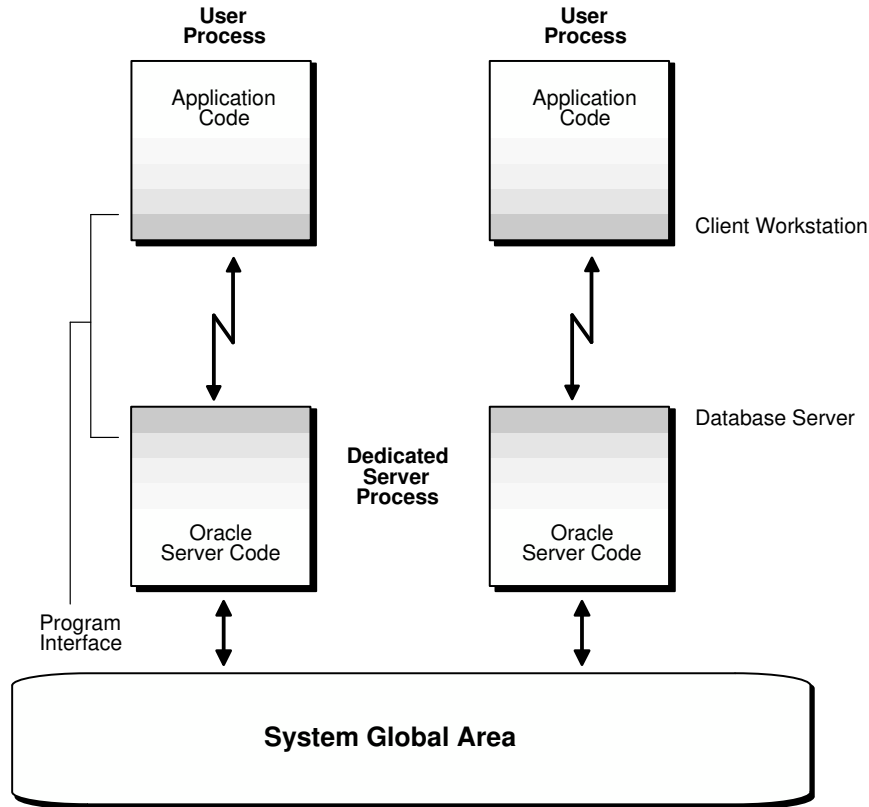 User
Process
User
Process
Application
Code
Application
Code
Client Workstation
Database Server
Dedicated
Server
Process
Oracle
Server Code
Oracle
Server Code
Program
Interface
System Global Area